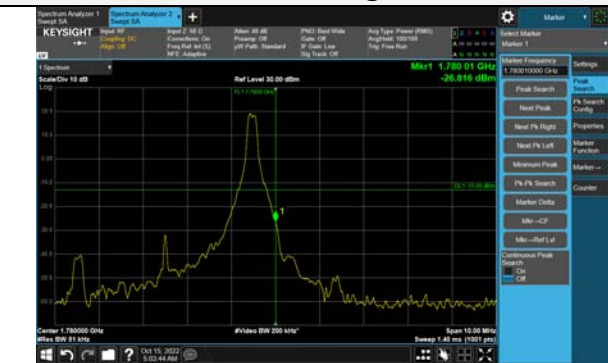 Spectrum Analyzer 1
Swept SA
Spectrum Analyzer 2
Swept SA
Marker
KEYSIGHT
Input: RF
Coupling: DC
Align: Off
Input Z: 50 Ω
Corrections: On
Freq Ref: Int (S)
NFE: Adaptive
Atten: 40 dB
Preamp: Off
µW Path: Standard
PNO: Best Wide
Gate: Off
IF Gain: Low
Sig Track: Off
Avg Type: Power (RMS)
Avg|Hold: 100/100
Trig: Free Run
1 2 3 4 5 6
Select Marker
Marker 1
1 Spectrum
Mkr1 1.780 01 GHz
Scale/Div 10 dB
Ref Level 30.00 dBm
-26.816 dBm
Log
Marker Frequency
1.780010000 GHz
Peak Search
Next Peak
Next Pk Right
Next Pk Left
Minimum Peak
Pk-Pk Search
Marker Delta
Mkr→CF
Mkr→Ref Lvl
Continuous Peak
Search
On
Off
Settings
Peak
Search
Pk Search
Config
Properties
Marker
Function
Marker→
Counter
1
Center 1.780000 GHz
#Video BW 200 kHz*
Span 10.00 MHz
#Res BW 51 kHz
Sweep 1.40 ms (1001 pts)
Oct 15, 2022
5:03:44 AM